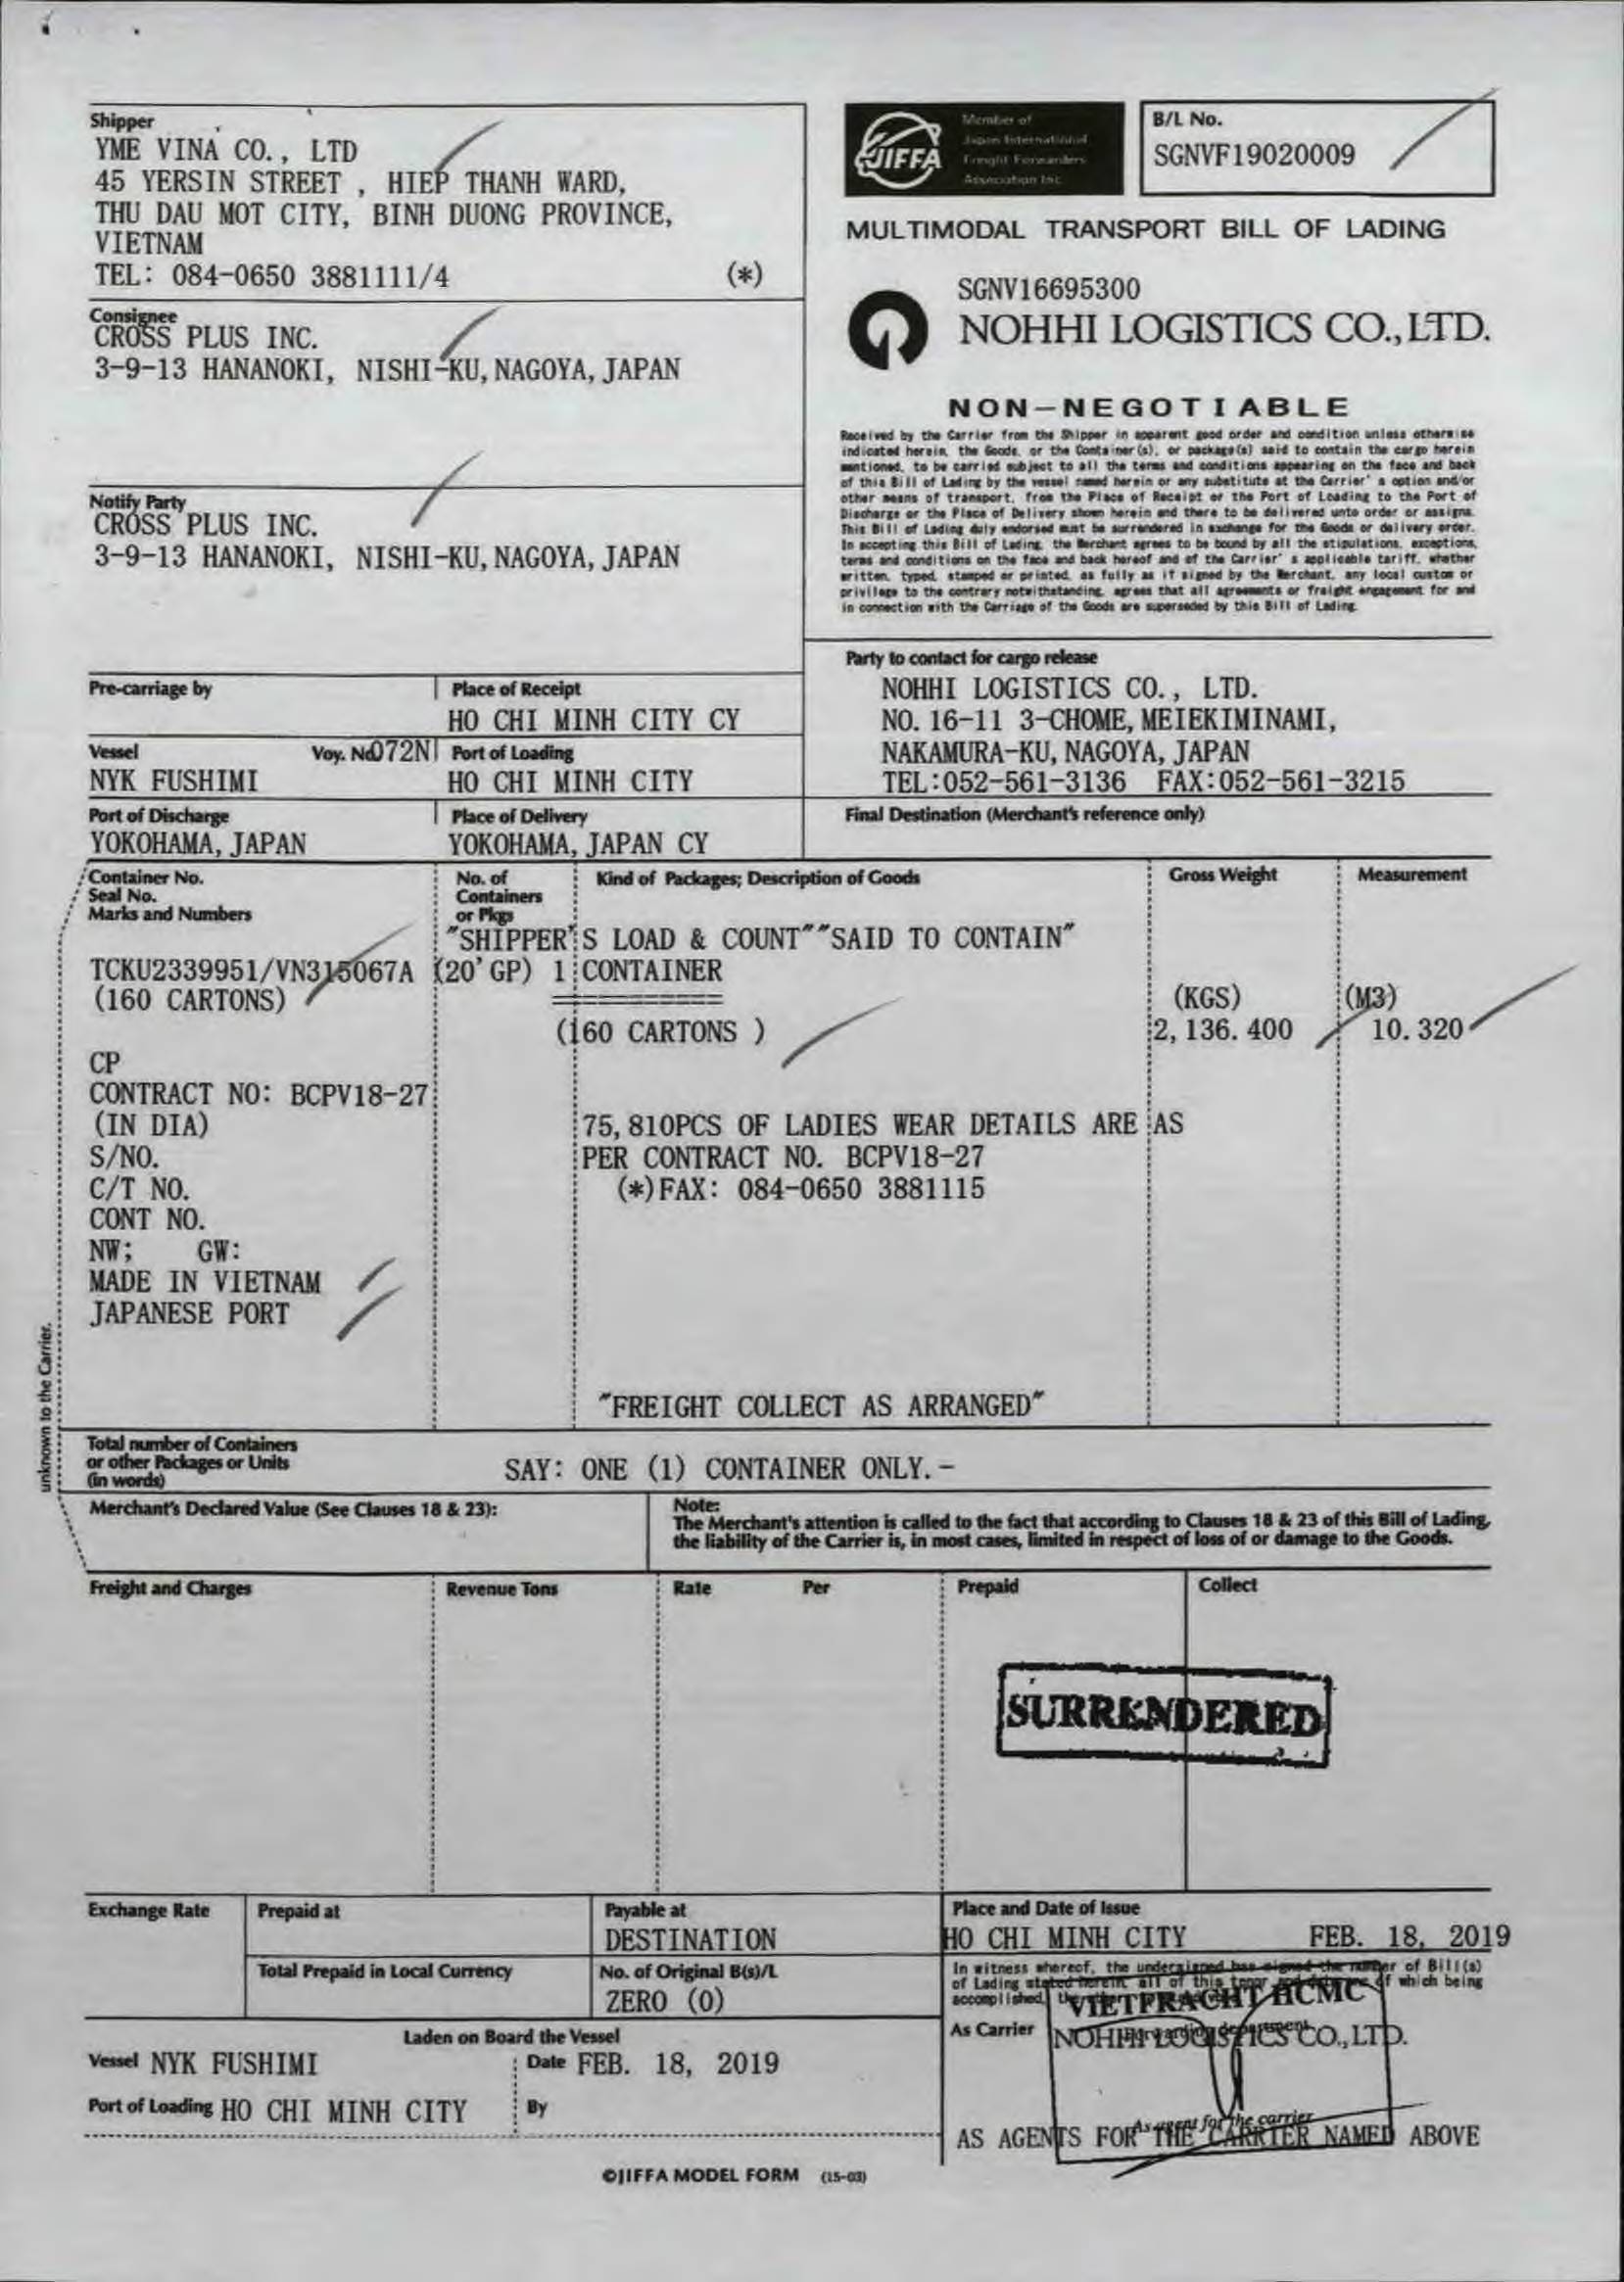 Shipper
YME VINA CO., LTD
45 YERSIN STREET , HIEP THANH WARD,
THU DAU MOT CITY, BINH DUONG PROVINCE,
VIETNAM
TEL: 084-0650 3881111/4 (*)
Consignee
CROSS PLUS INC.
3-9-13 HANANOKI, NISHI-KU, NAGOYA, JAPAN
Notify Party
CROSS PLUS INC.
3-9-13 HANANOKI, NISHI-KU, NAGOYA, JAPAN
JIFFA
Member of
Japan International
Freight Forwarders
Association Inc.
B/L No.
SGNVF19020009
MULTIMODAL TRANSPORT BILL OF LADING
SGNV16695300
NOHHI LOGISTICS CO., LTD.
NON-NEGOTIABLE
Received by the Carrier from the Shipper in apparent good order and condition unless otherwise
indicated herein, the Goods, or the Container(s), or package(s) said to contain the cargo herein
mentioned, to be carried subject to all the terms and conditions appearing on the face and back
of this Bill of Lading by the vessel named herein or any substitute at the Carrier's option and/or
other means of transport, from the Place of Receipt or the Port of Loading to the Port of
Discharge or the Place of Delivery shown herein and there to be delivered unto order or assigns.
This Bill of Lading duly endorsed must be surrendered in exchange for the Goods or delivery order.
In accepting this Bill of Lading, the Merchant agrees to be bound by all the stipulations, exceptions,
terms and conditions on the face and back hereof and of the Carrier's applicable tariff, whether
written, typed, stamped or printed, as fully as if signed by the Merchant, any local custom or
privilege to the contrary notwithstanding, agrees that all agreements or freight engagement for and
in connection with the Carriage of the Goods are superseded by this Bill of Lading.
Party to contact for cargo release
NOHHI LOGISTICS CO., LTD.
NO. 16-11 3-CHOME, MEIEKIMINAMI,
NAKAMURA-KU, NAGOYA, JAPAN
TEL:052-561-3136 FAX:052-561-3215
Pre-carriage by
Place of Receipt
HO CHI MINH CITY CY
Vessel Voy. No. 072N
NYK FUSHIMI
Port of Loading
HO CHI MINH CITY
Port of Discharge
YOKOHAMA, JAPAN
Place of Delivery
YOKOHAMA, JAPAN CY
Final Destination (Merchant's reference only)
Container No.
Seal No.
Marks and Numbers
No. of
Containers
or Pkgs
Kind of Packages; Description of Goods
Gross Weight
Measurement
"SHIPPER'S LOAD & COUNT""SAID TO CONTAIN"
TCKU2339951/VN315067A (20' GP) 1 CONTAINER
(160 CARTONS) (KGS) (M3)
(160 CARTONS ) 2,136.400 10.320
CP
CONTRACT NO: BCPV18-27
(IN DIA) 75,810PCS OF LADIES WEAR DETAILS ARE AS
S/NO. PER CONTRACT NO. BCPV18-27
C/T NO. (*)FAX: 084-0650 3881115
CONT NO.
NW; GW:
MADE IN VIETNAM
JAPANESE PORT
"FREIGHT COLLECT AS ARRANGED"
unknown to the Carrier.
Total number of Containers
or other Packages or Units
(in words)
SAY: ONE (1) CONTAINER ONLY.-
Merchant's Declared Value (See Clauses 18 & 23):
Note:
The Merchant's attention is called to the fact that according to Clauses 18 & 23 of this Bill of Lading,
the liability of the Carrier is, in most cases, limited in respect of loss of or damage to the Goods.
Freight and Charges Revenue Tons Rate Per Prepaid Collect
SURRENDERED
Exchange Rate
Prepaid at
Payable at
DESTINATION
Total Prepaid in Local Currency
No. of Original B(s)/L
ZERO (0)
Place and Date of Issue
HO CHI MINH CITY FEB. 18, 2019
In witness whereof, the undersigned has signed the number of Bill(s)
of Lading stated herein, all of this tenor and date, one of which being
accomplished,
VIETFRACHT HCMC
As Carrier
NOHHI LOGISTICS CO., LTD.
As agent for the carrier
AS AGENTS FOR THE CARRIER NAMED ABOVE
Laden on Board the Vessel
Vessel NYK FUSHIMI Date FEB. 18, 2019
Port of Loading HO CHI MINH CITY By
©JIFFA MODEL FORM (15-03)